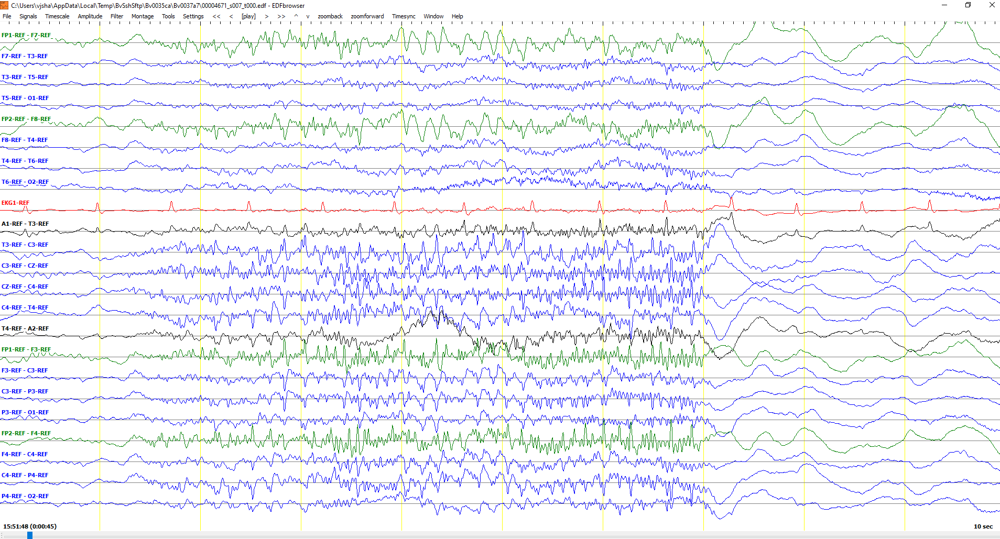 C:\Users\vjsha\AppData\Local\Temp\BvSshSftp\Bv0035ca\Bv0037a7\00004671_s007_t000.edf - EDFbrowser
File Signals Timescale Amplitude Filter Montage Tools Settings << < [play] > >> ^ v zoomback zoomforward Timesync Window Help
FP1-REF - F7-REF
F7-REF - T3-REF
T3-REF - T5-REF
T5-REF - O1-REF
FP2-REF - F8-REF
F8-REF - T4-REF
T4-REF - T6-REF
T6-REF - O2-REF
EKG1-REF
A1-REF - T3-REF
T3-REF - C3-REF
C3-REF - CZ-REF
CZ-REF - C4-REF
C4-REF - T4-REF
T4-REF - A2-REF
FP1-REF - F3-REF
F3-REF - C3-REF
C3-REF - P3-REF
P3-REF - O1-REF
FP2-REF - F4-REF
F4-REF - C4-REF
C4-REF - P4-REF
P4-REF - O2-REF
15:51:48 (0:00:45) 10 sec